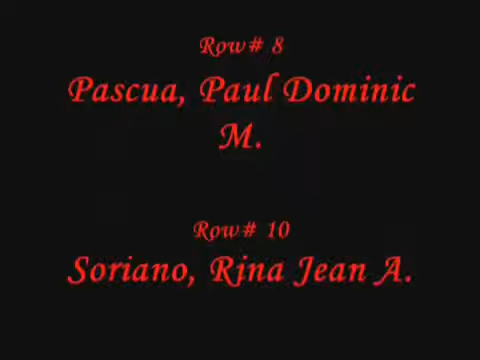 Row# 8
Pascua, Paul Dominic
M.
Row# 10
Soriano, Rina Jean A.